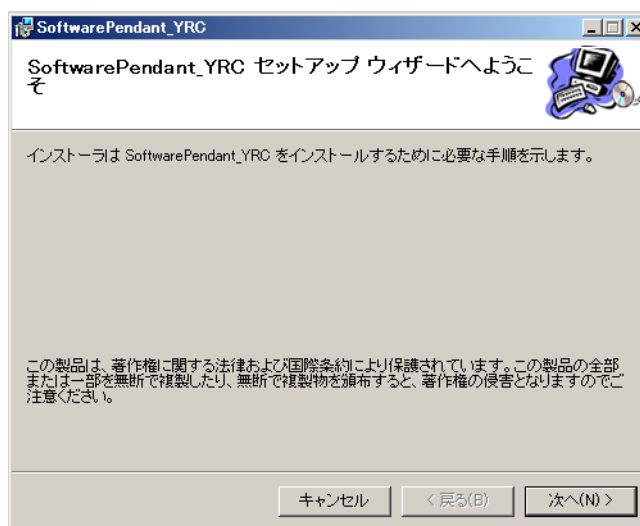 SoftwarePendant_YRC
SoftwarePendant_YRC セットアップ ウィザードへようこ
そ
インストーラは SoftwarePendant_YRC をインストールするために必要な手順を示します。
この製品は、著作権に関する法律および国際条約により保護されています。この製品の全部
または一部を無断で複製したり、無断で複製物を頒布すると、著作権の侵害となりますのでご
注意ください。
キャンセル
< 戻る(B)
次へ(N) >